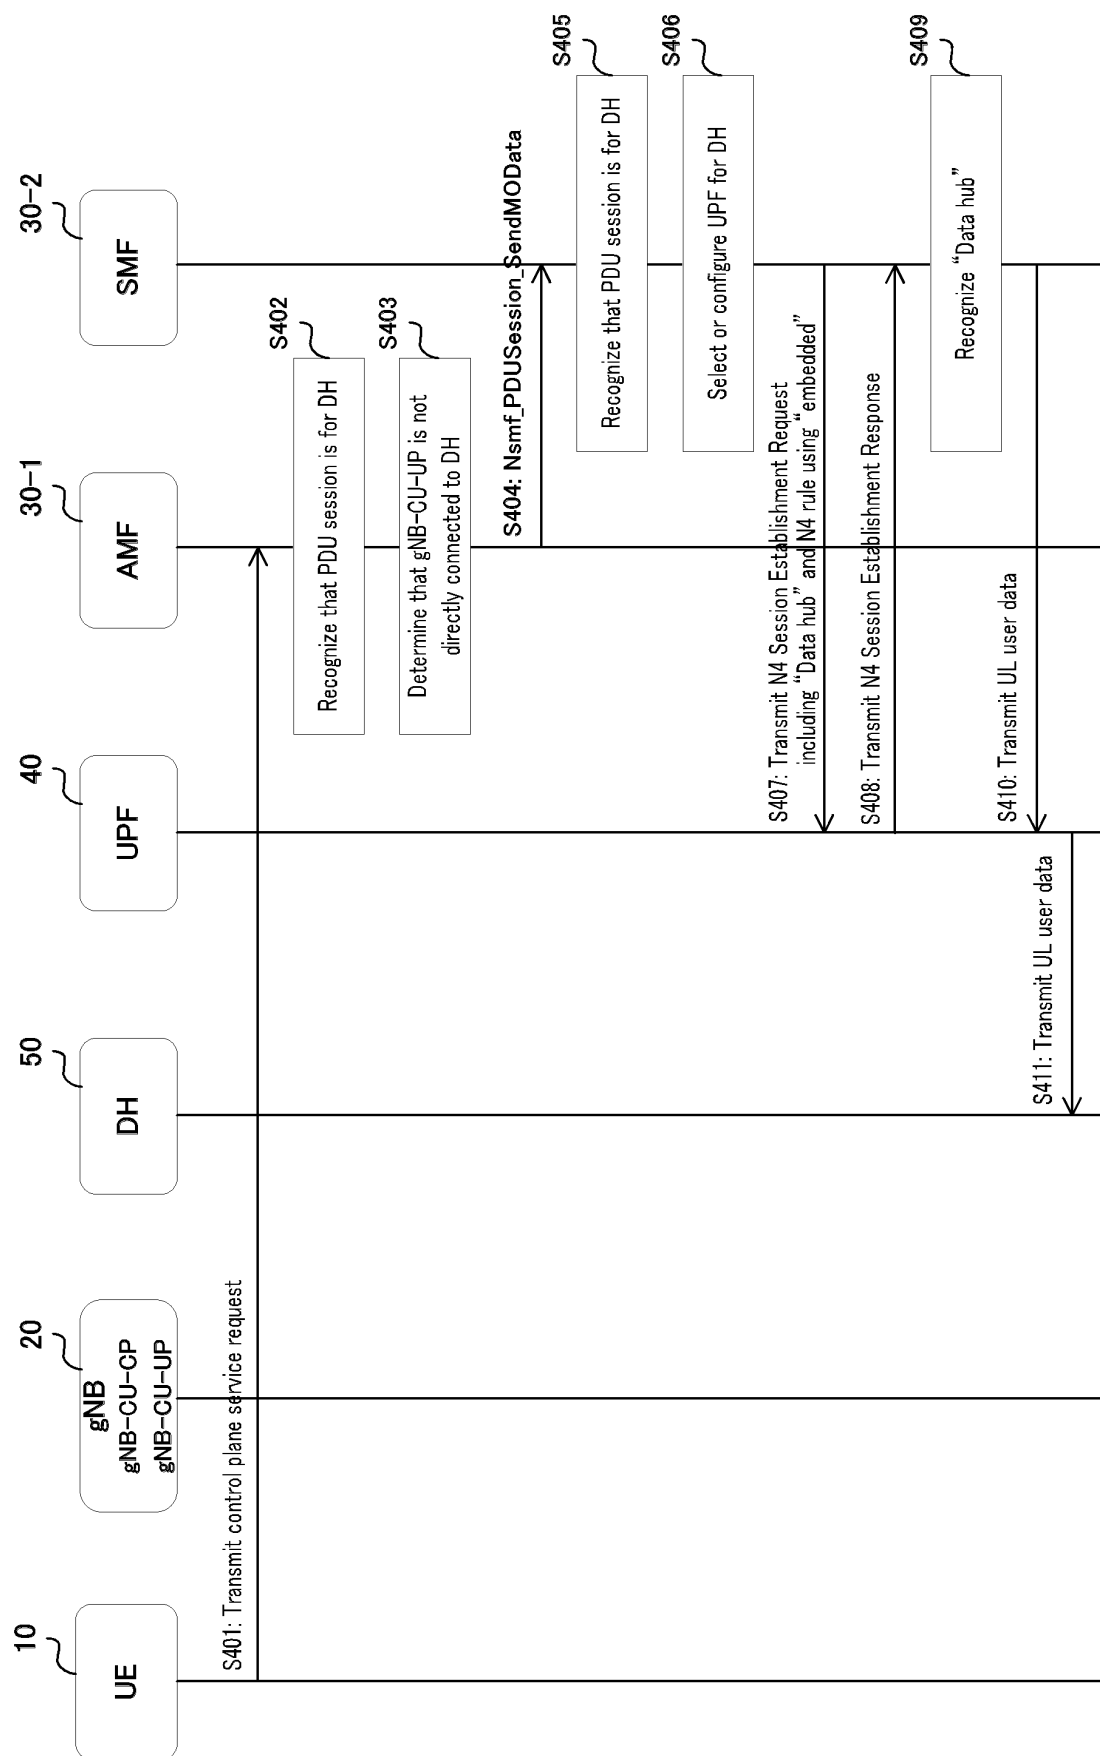 10
UE
20
gNB
gNB-CU-CP
gNB-CU-UP
50
DH
40
UPF
30-1
AMF
30-2
SMF
S401: Transmit control plane service request
S402
Recognize that PDU session is for DH
S403
Determine that gNB-CU-UP is not
directly connected to DH
S404: Nsmf_PDUSession_SendMOData
S405
Recognize that PDU session is for DH
S406
Select or configure UPF for DH
S407: Transmit N4 Session Establishment Request
including “Data hub” and N4 rule using “embedded”
S408: Transmit N4 Session Establishment Response
S409
Recognize “Data hub”
S410: Transmit UL user data
S411: Transmit UL user data